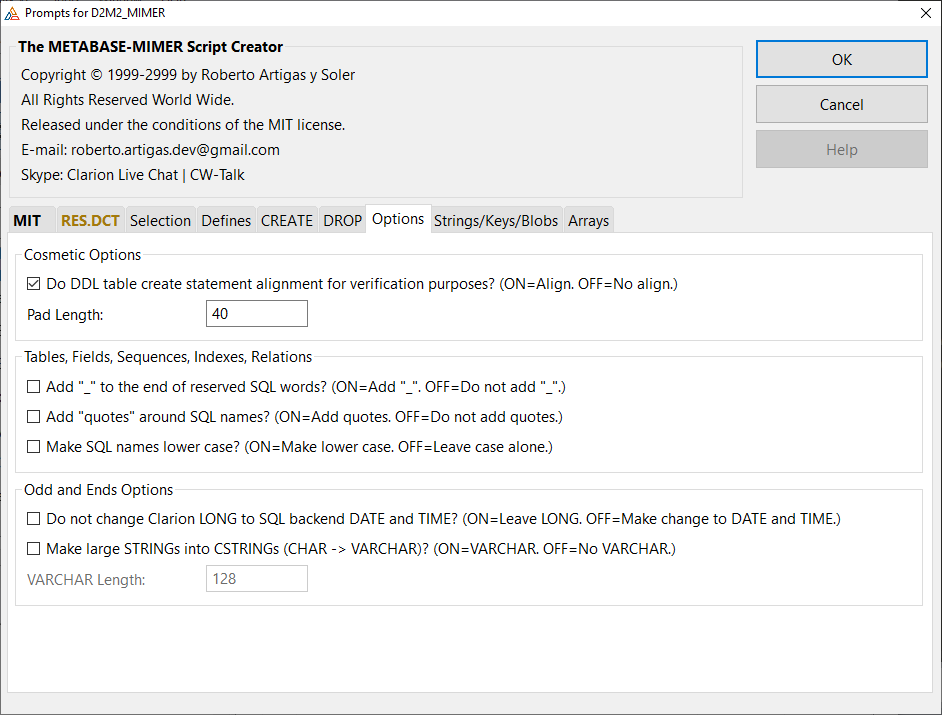 Prompts for D2M2_MIMER
The METABASE-MIMER Script Creator
Copyright © 1999-2999 by Roberto Artigas y Soler
All Rights Reserved World Wide.
Released under the conditions of the MIT license.
E-mail: roberto.artigas.dev@gmail.com
Skype: Clarion Live Chat | CW-Talk
OK
Cancel
Help
MIT RES.DCT Selection Defines CREATE DROP Options Strings/Keys/Blobs Arrays
Cosmetic Options
Do DDL table create statement alignment for verification purposes? (ON=Align. OFF=No align.)
Pad Length: 40
Tables, Fields, Sequences, Indexes, Relations
Add "_" to the end of reserved SQL words? (ON=Add "_". OFF=Do not add "_".)
Add "quotes" around SQL names? (ON=Add quotes. OFF=Do not add quotes.)
Make SQL names lower case? (ON=Make lower case. OFF=Leave case alone.)
Odd and Ends Options
Do not change Clarion LONG to SQL backend DATE and TIME? (ON=Leave LONG. OFF=Make change to DATE and TIME.)
Make large STRINGs into CSTRINGs (CHAR -> VARCHAR)? (ON=VARCHAR. OFF=No VARCHAR.)
VARCHAR Length: 128